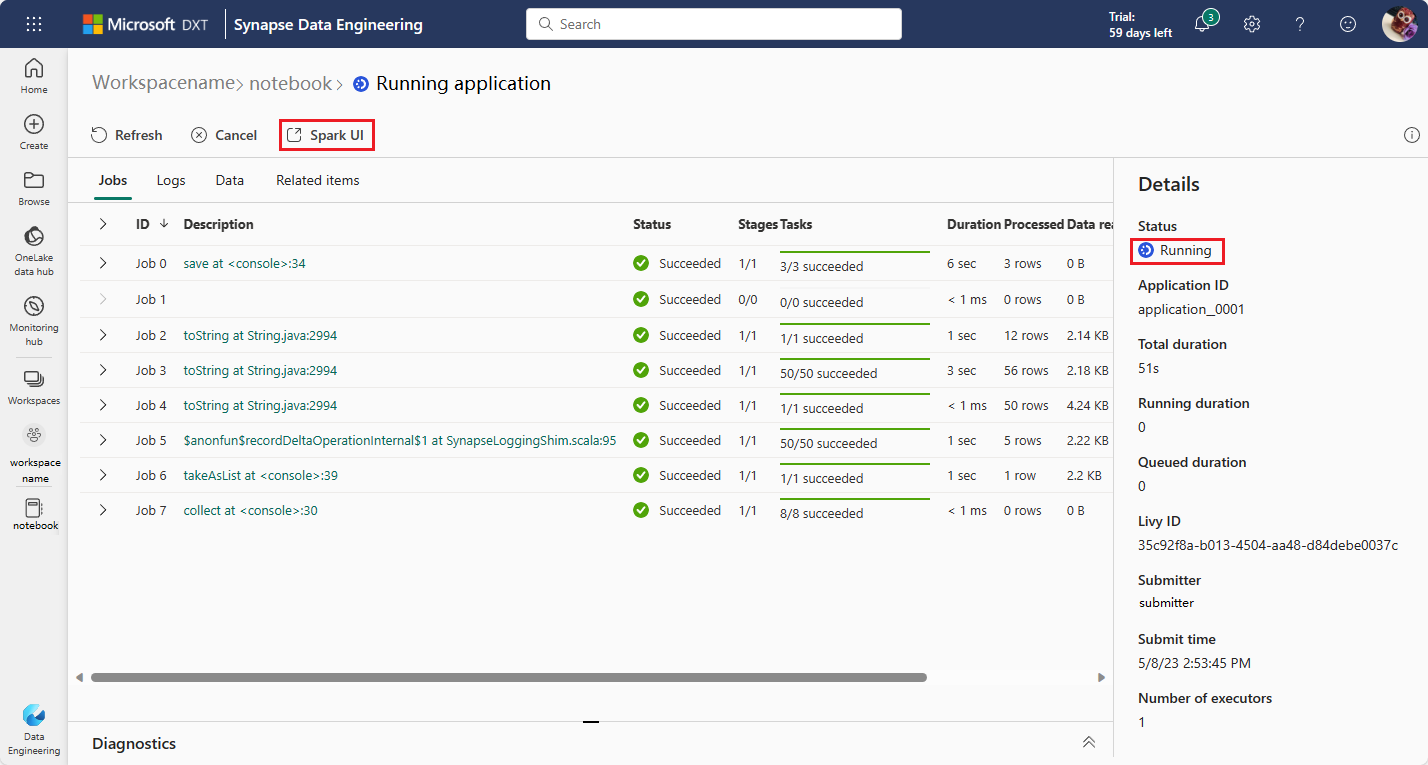 Microsoft DXT Synapse Data Engineering Search Trial: 59 days left 3
Workspacename notebook Running application
Refresh Cancel Spark UI
Home
Create
Browse
OneLake
data hub
Monitoring
hub
Workspaces
workspace
name
notebook
Data
Engineering
Jobs Logs Data Related items
ID Description Status Stages Tasks Duration Processed Data rea
Job 0 save at <console>:34 Succeeded 1/1 3/3 succeeded 6 sec 3 rows 0 B
Job 1 Succeeded 0/0 0/0 succeeded < 1 ms 0 rows 0 B
Job 2 toString at String.java:2994 Succeeded 1/1 1/1 succeeded 1 sec 12 rows 2.14 KB
Job 3 toString at String.java:2994 Succeeded 1/1 50/50 succeeded 3 sec 56 rows 2.18 KB
Job 4 toString at String.java:2994 Succeeded 1/1 1/1 succeeded < 1 ms 50 rows 4.24 KB
Job 5 $anonfun$recordDeltaOperationInternal$1 at SynapseLoggingShim.scala:95 Succeeded 1/1 50/50 succeeded 1 sec 5 rows 2.22 KB
Job 6 takeAsList at <console>:39 Succeeded 1/1 1/1 succeeded 1 sec 1 row 2.2 KB
Job 7 collect at <console>:30 Succeeded 1/1 8/8 succeeded < 1 ms 0 rows 0 B
Diagnostics
Details
Status
Running
Application ID
application_0001
Total duration
51s
Running duration
0
Queued duration
0
Livy ID
35c92f8a-b013-4504-aa48-d84debe0037c
Submitter
submitter
Submit time
5/8/23 2:53:45 PM
Number of executors
1